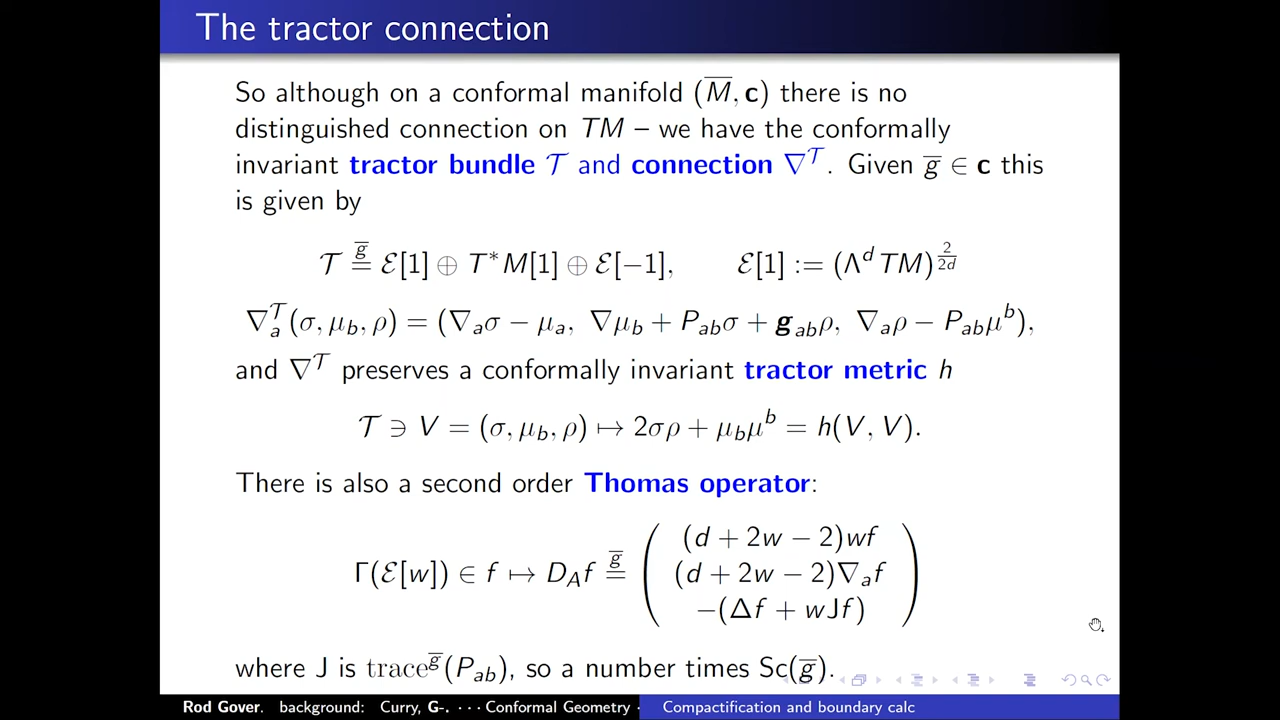 The tractor connection
So although on a conformal manifold (M̅, c) there is no
distinguished connection on TM – we have the conformally
invariant tractor bundle 𝒯 and connection ∇^𝒯. Given g̅ ∈ c this
is given by
𝒯 =^g̅ ℰ[1] ⊕ T*M[1] ⊕ ℰ[−1], ℰ[1] := (Λ^d TM)^{2/2d}
∇_a^𝒯(σ, μ_b, ρ) = (∇_aσ − μ_a, ∇μ_b + P_{ab}σ + g_{ab}ρ, ∇_aρ − P_{ab}μ^b),
and ∇^𝒯 preserves a conformally invariant tractor metric h
𝒯 ∋ V = (σ, μ_b, ρ) ↦ 2σρ + μ_bμ^b = h(V, V).
There is also a second order Thomas operator:
Γ(ℰ[w]) ∈ f ↦ D_A f =^g̅ ( (d + 2w − 2)wf
(d + 2w − 2)∇_a f
−(Δf + wJf) )
where J is trace^g̅(P_{ab}), so a number times Sc(g̅).
Rod Gover. background: Curry, G-. · · · Conformal Geometry · Compactification and boundary calc